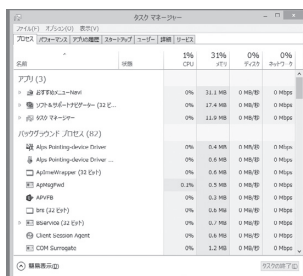 タスク マネージャー
ファイル(F) オプション(O) 表示(V)
プロセス パフォーマンス アプリの履歴 スタートアップ ユーザー 詳細 サービス
1% 31% 0% 0%
名前 状態 CPU メモリ ディスク ネットワーク
アプリ (3)
おすすめメニューNavi 0% 31.1 MB 0 MB/秒 0 Mbps
ソフト&サポートナビゲーター (32 ビ... 0% 17.4 MB 0 MB/秒 0 Mbps
タスク マネージャー 0% 11.9 MB 0 MB/秒 0 Mbps
バックグラウンド プロセス (82)
Alps Pointing-device Driver 0% 0.4 MB 0 MB/秒 0 Mbps
Alps Pointing-device Driver ... 0% 0.6 MB 0 MB/秒 0 Mbps
ApImeWrapper (32 ビット) 0% 0.6 MB 0 MB/秒 0 Mbps
ApMsgFwd 0.1% 0.5 MB 0 MB/秒 0 Mbps
APVFB 0% 0.3 MB 0 MB/秒 0 Mbps
brs (32 ビット) 0% 0.6 MB 0 MB/秒 0 Mbps
BService (32 ビット) 0% 0.7 MB 0 MB/秒 0 Mbps
Client Session Agent 0% 0.6 MB 0 MB/秒 0 Mbps
COM Surrogate 0% 1.2 MB 0 MB/秒 0 Mbps
簡易表示(D) タスクの終了(E)